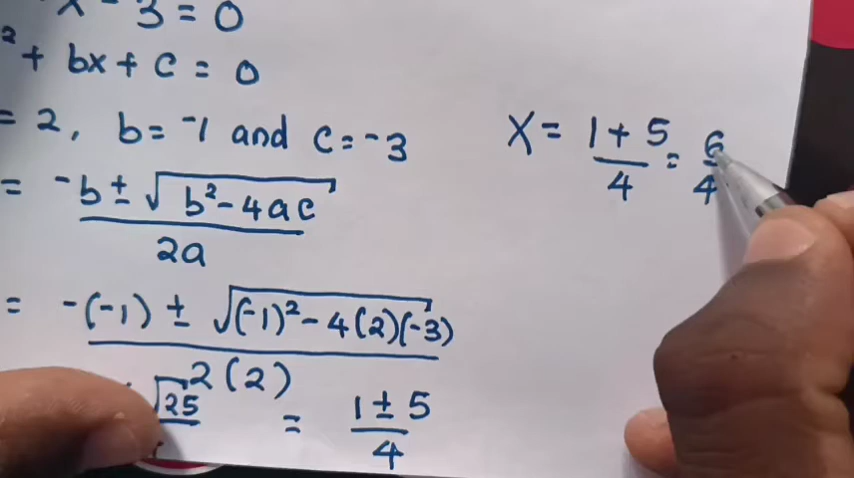 x - 3 = 0
² + bx + c = 0
= 2, b = -1 and c = -3
= -b ± √b² - 4ac / 2a
= -(-1) ± √(-1)² - 4(2)(-3) / 2(2)
√25 = 1 ± 5 / 4
X = 1 + 5 / 4 = 6 / 4